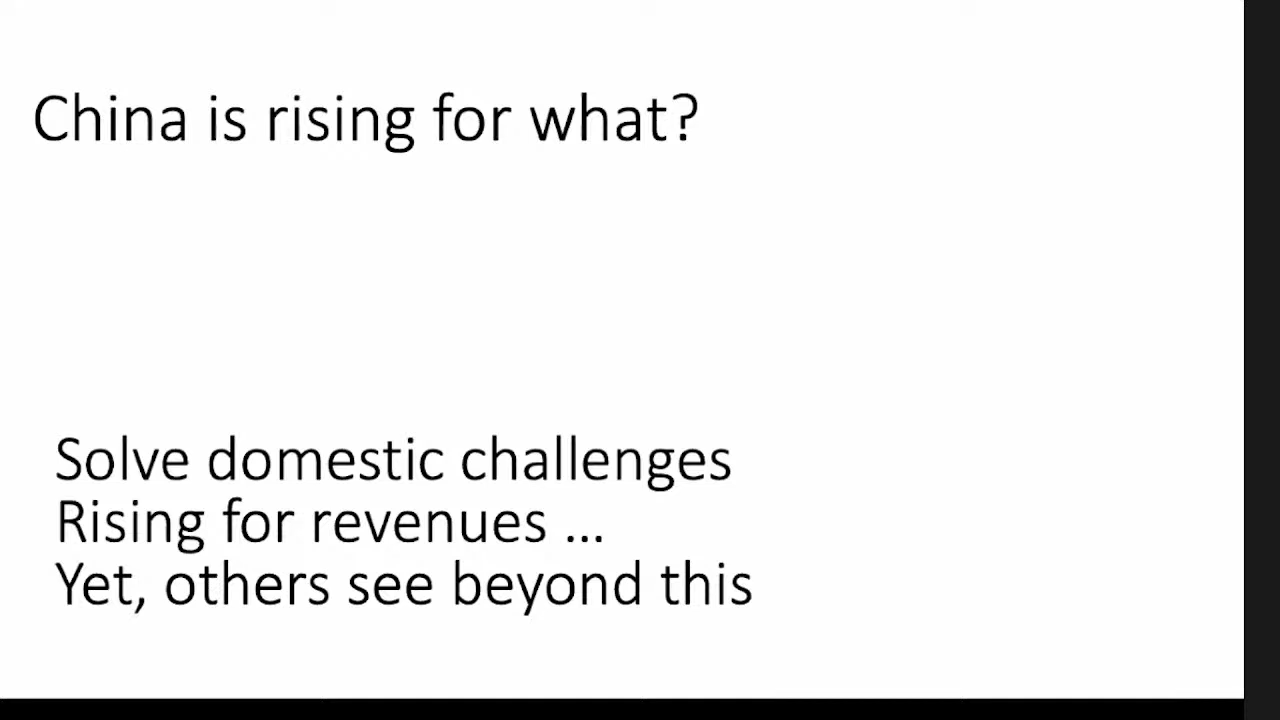 China is rising for what?
Solve domestic challenges
Rising for revenues ...
Yet, others see beyond this